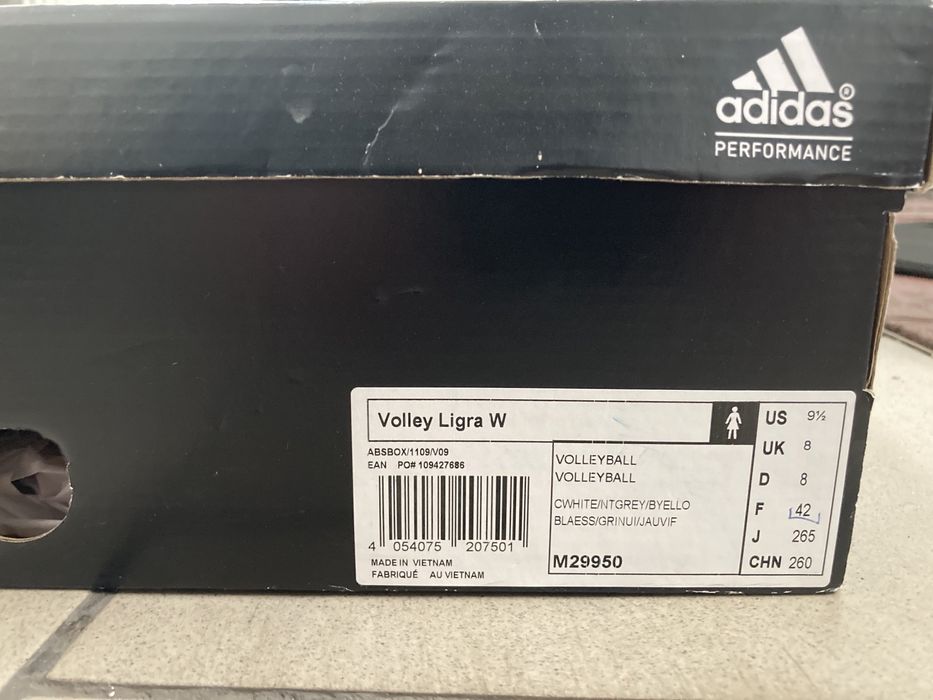 adidas®
PERFORMANCE
Volley Ligra W
ABSBOX/1109/V09
EAN PO# 109427686
4 054075 207501
MADE IN VIETNAM
FABRIQUÉ AU VIETNAM
VOLLEYBALL
VOLLEYBALL
CWHITE/NTGREY/BYELLO
BLAESS/GRINUI/JAUVIF
M29950
US 9½
UK 8
D 8
F 42
J 265
CHN 260